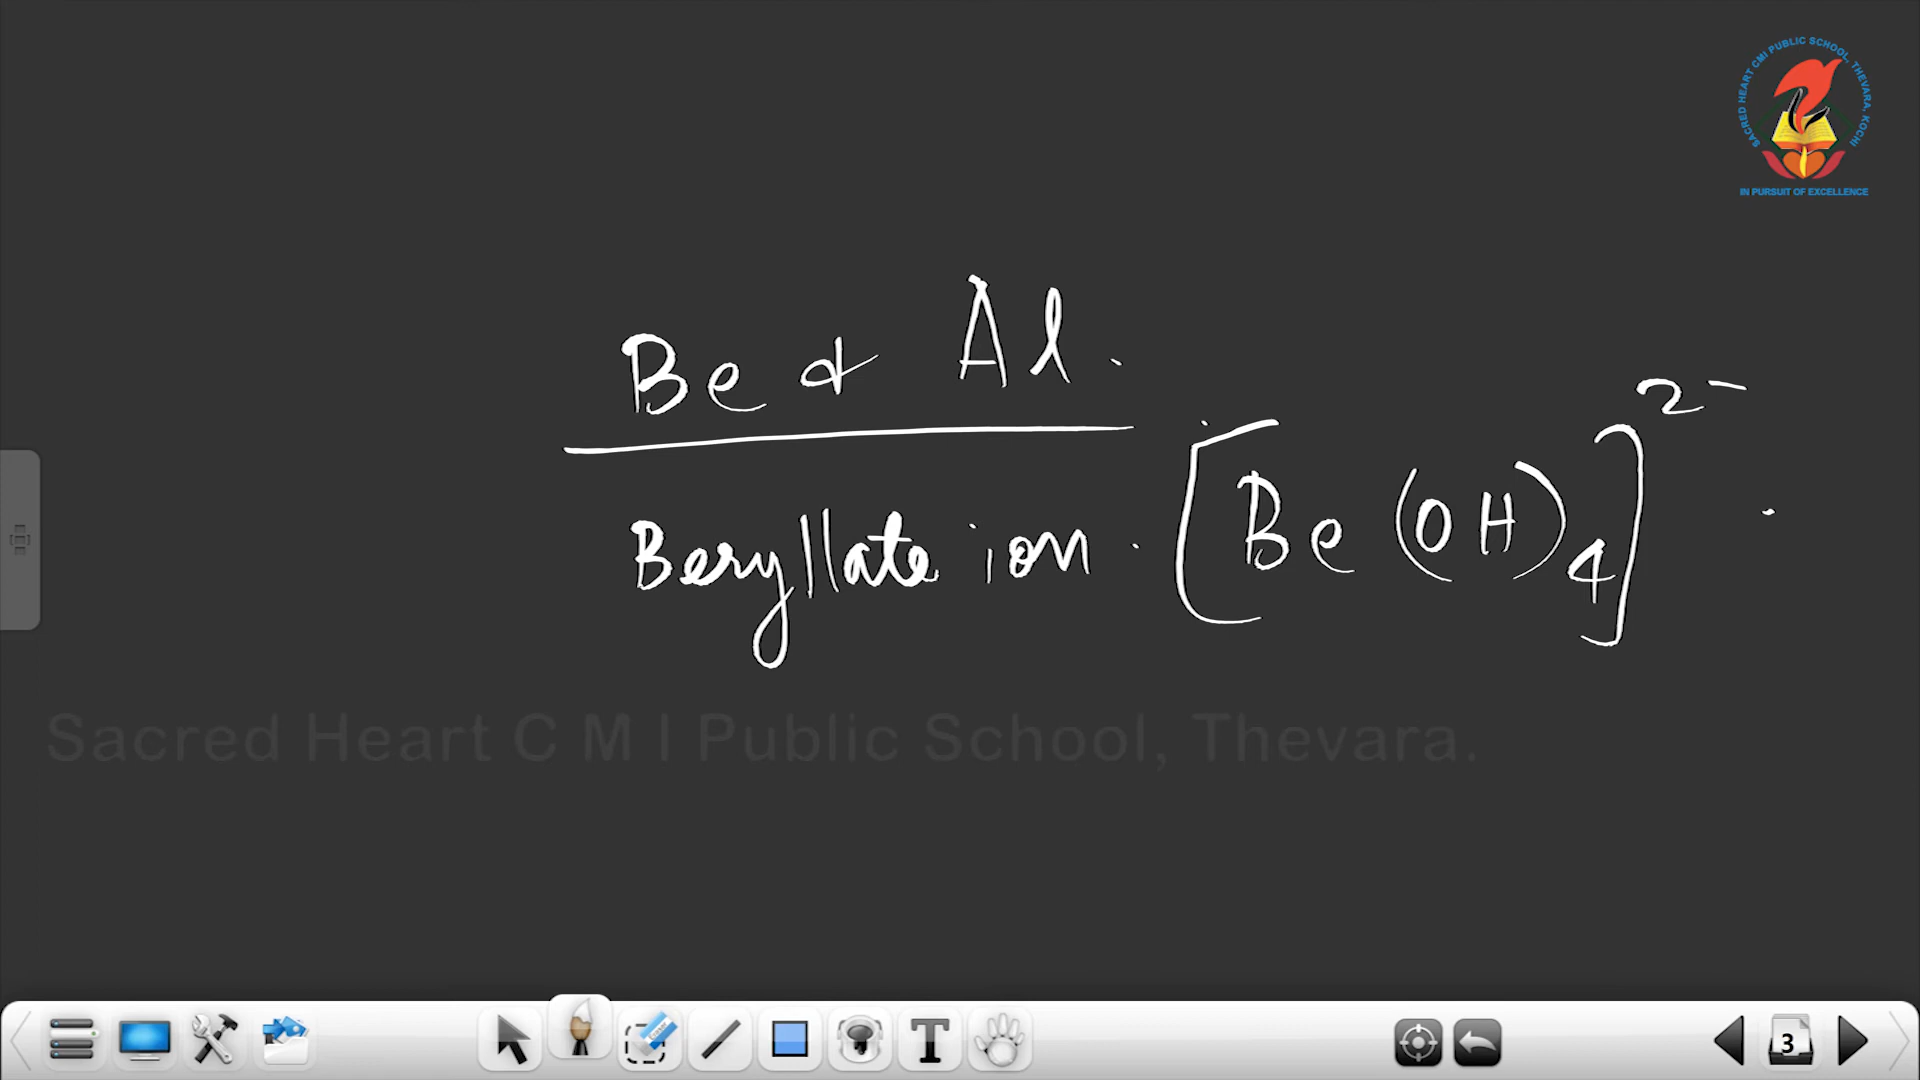 SACRED HEART CMI PUBLIC SCHOOL, THEVARA, KOCHI
IN PURSUIT OF EXCELLENCE
Be & Al.
Beryllate ion. [Be(OH)₄]²⁻.
Sacred Heart C M I Public School, Thevara.
T
3